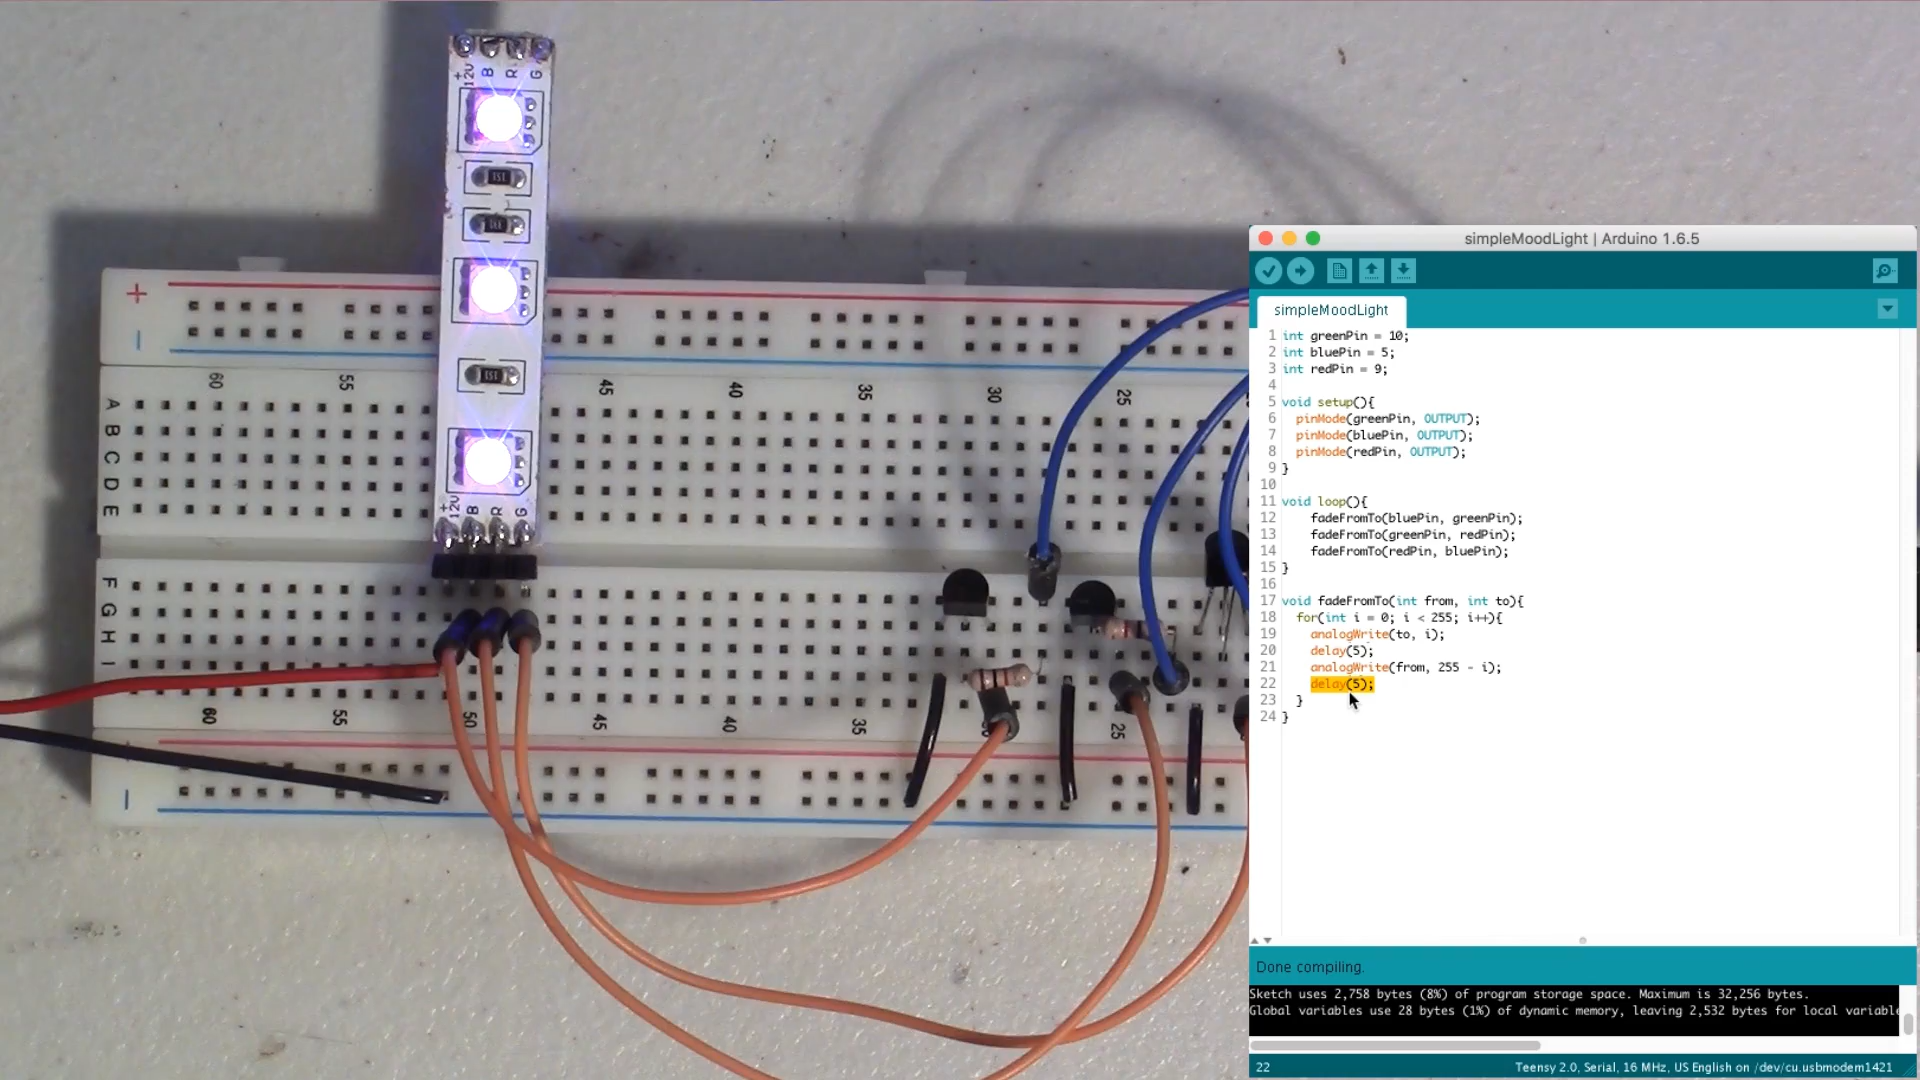 +
12V
B
R
G
151
331
151
+
12V
B
R
G
+
60
55
45
40
35
30
25
A
B
C
D
E
F
G
H
I
60
55
50
45
40
35
25
simpleMoodLight | Arduino 1.6.5
simpleMoodLight
1 int greenPin = 10;
2 int bluePin = 5;
3 int redPin = 9;
4
5 void setup(){
6 pinMode(greenPin, OUTPUT);
7 pinMode(bluePin, OUTPUT);
8 pinMode(redPin, OUTPUT);
9 }
10
11 void loop(){
12 fadeFromTo(bluePin, greenPin);
13 fadeFromTo(greenPin, redPin);
14 fadeFromTo(redPin, bluePin);
15 }
16
17 void fadeFromTo(int from, int to){
18 for(int i = 0; i < 255; i++){
19 analogWrite(to, i);
20 delay(5);
21 analogWrite(from, 255 - i);
22 delay(5);
23 }
24 }
Done compiling.
Sketch uses 2,758 bytes (8%) of program storage space. Maximum is 32,256 bytes.
Global variables use 28 bytes (1%) of dynamic memory, leaving 2,532 bytes for local variable
22
Teensy 2.0, Serial, 16 MHz, US English on /dev/cu.usbmodem1421